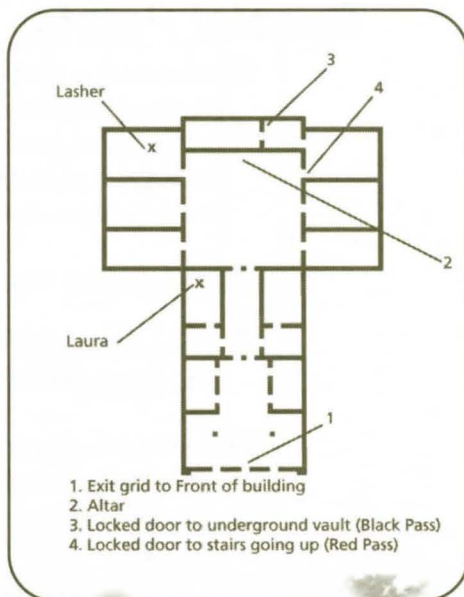 3
Lasher
4
x
2
x
Laura
1
1. Exit grid to Front of building
2. Altar
3. Locked door to underground vault (Black Pass)
4. Locked door to stairs going up (Red Pass)